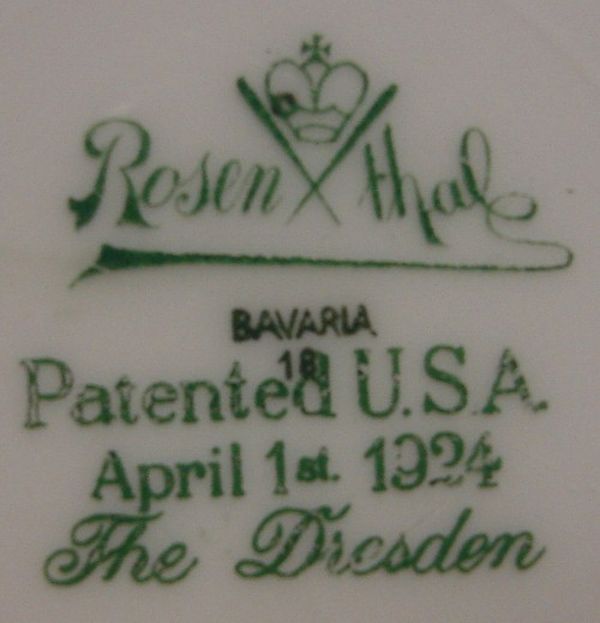 Rosenthal
BAVARIA
18
Patented U.S.A.
April 1st. 1924
The Dresden